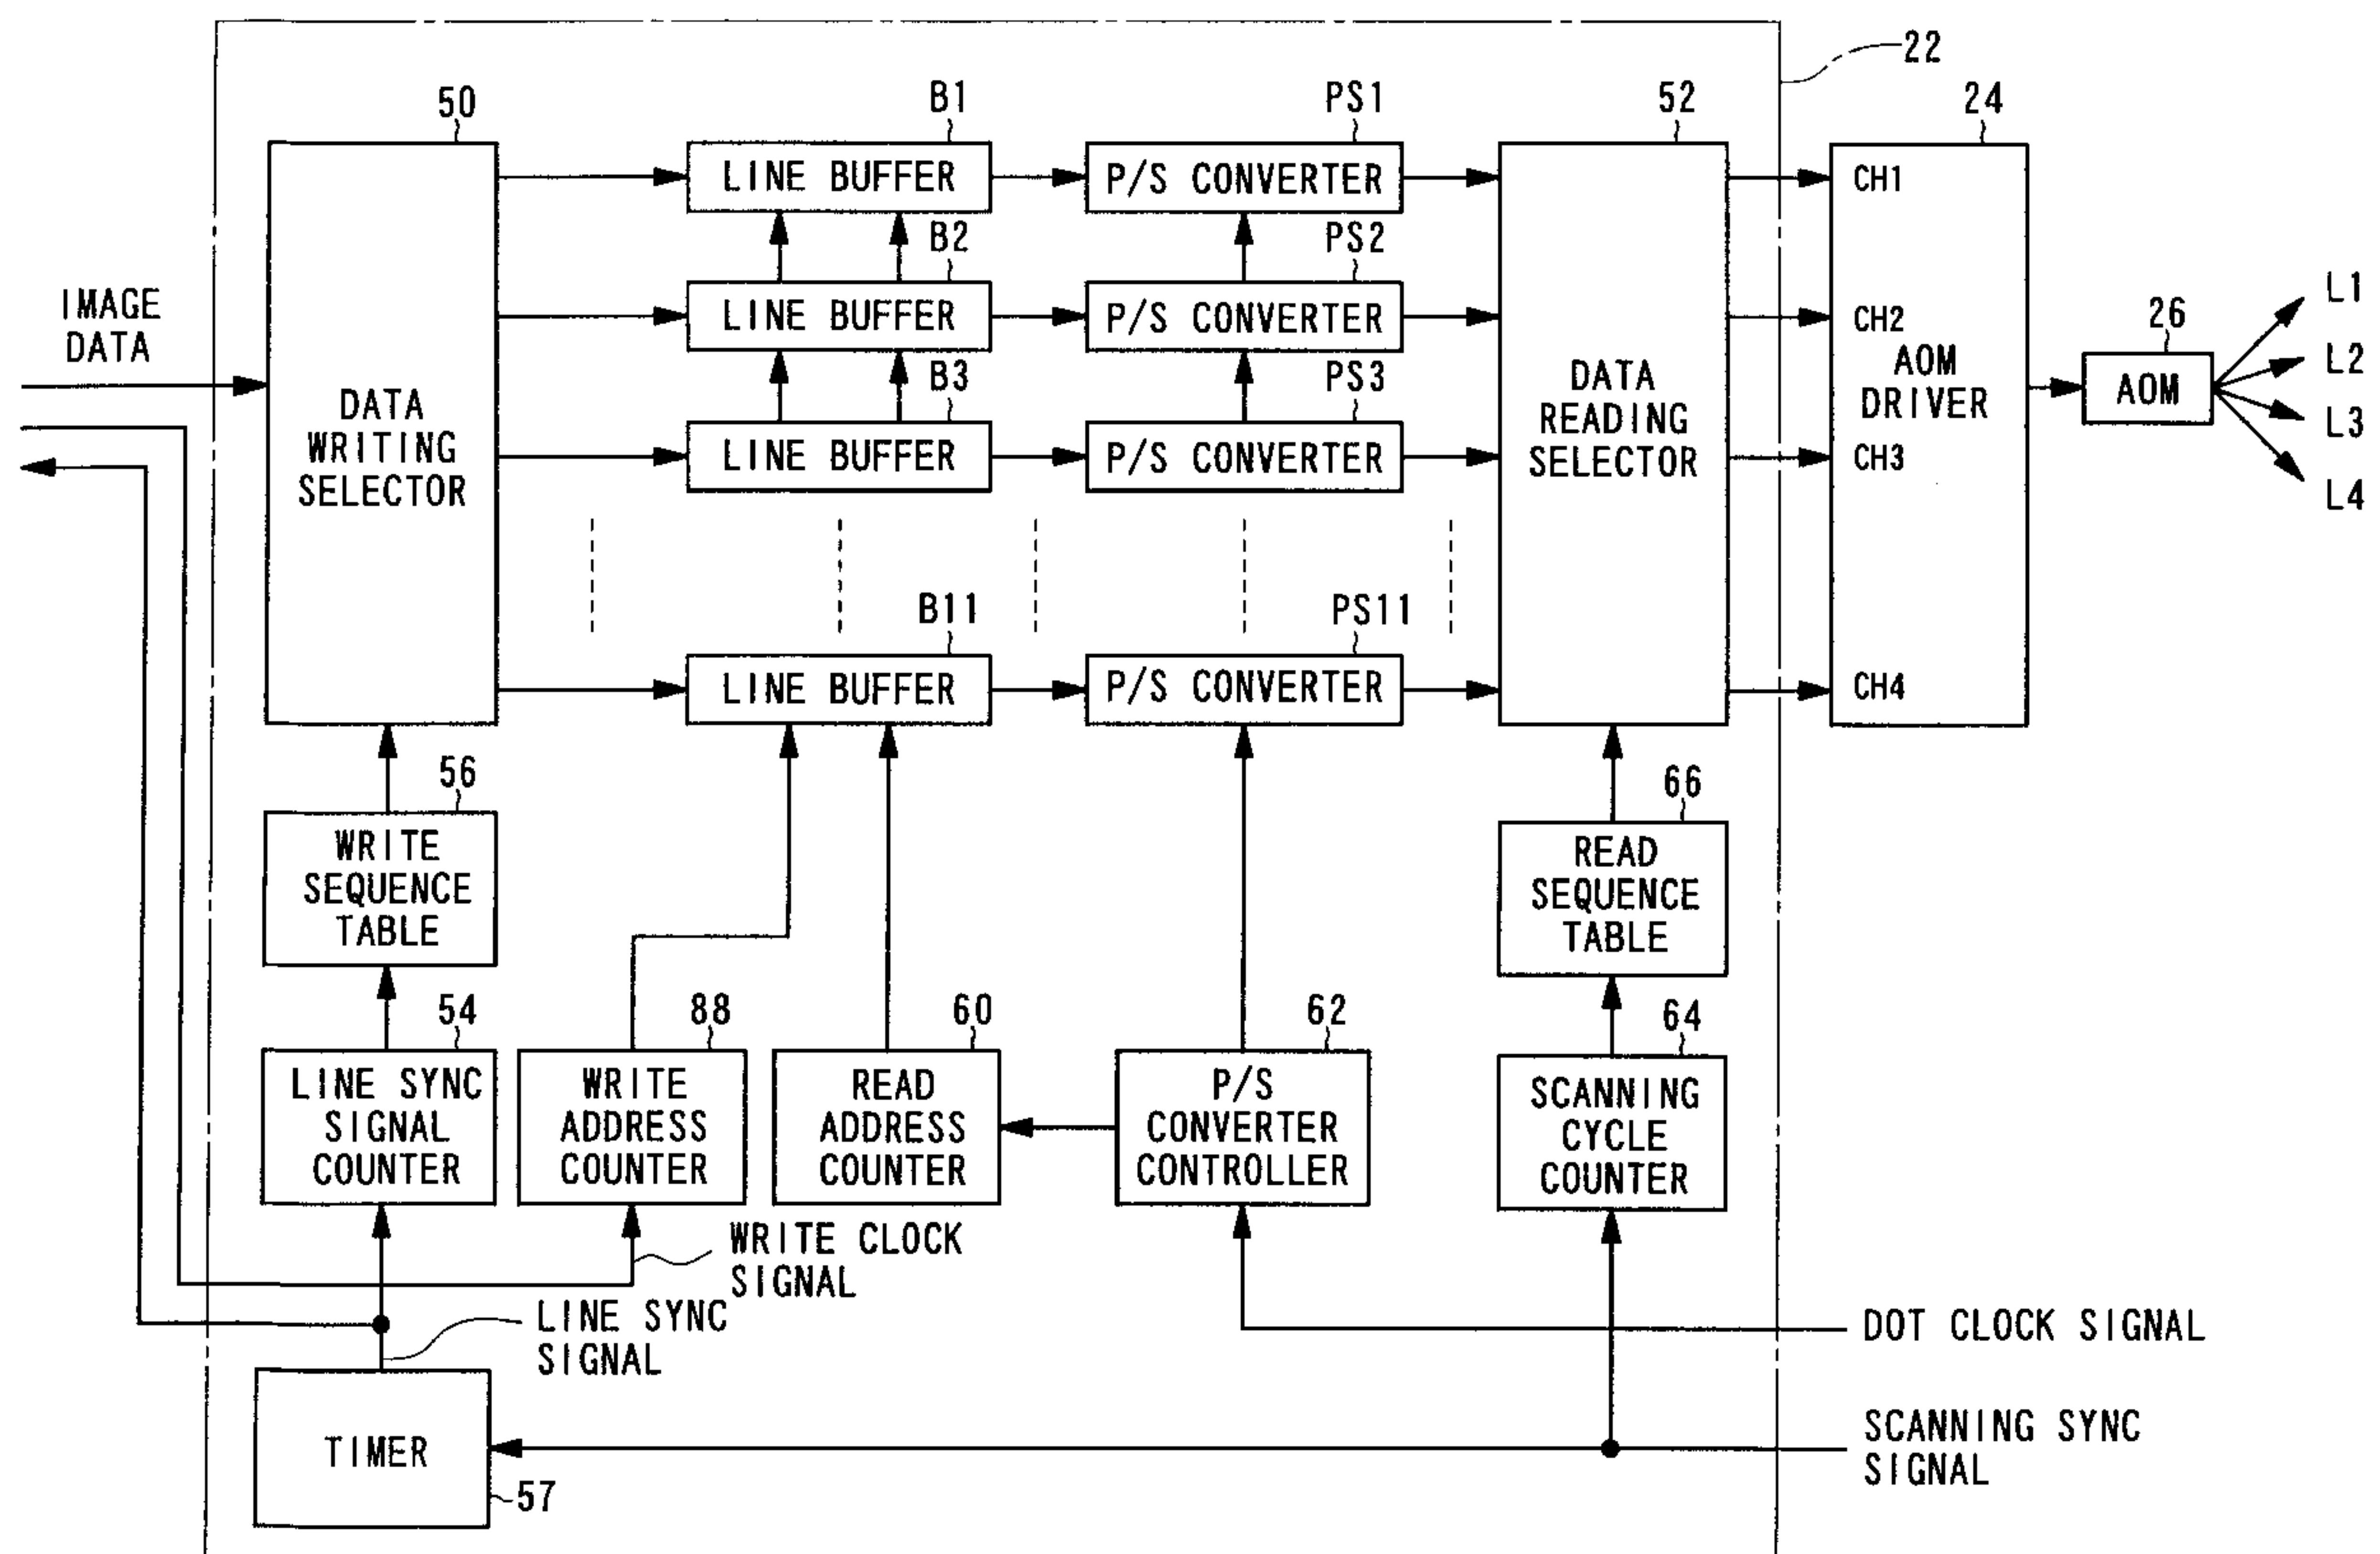 22
50
B1
PS1
52
24
LINE BUFFER
P/S CONVERTER
CH1
B2
PS2
LINE BUFFER
P/S CONVERTER
CH2
IMAGE
DATA
B3
PS3
LINE BUFFER
P/S CONVERTER
CH3
DATA
WRITING
SELECTOR
DATA
READING
SELECTOR
AOM
DRIVER
26
AOM
L1
L2
L3
L4
B11
PS11
LINE BUFFER
P/S CONVERTER
CH4
56
WRITE
SEQUENCE
TABLE
66
READ
SEQUENCE
TABLE
54
LINE SYNC
SIGNAL
COUNTER
88
WRITE
ADDRESS
COUNTER
60
READ
ADDRESS
COUNTER
62
P/S
CONVERTER
CONTROLLER
64
SCANNING
CYCLE
COUNTER
WRITE CLOCK
SIGNAL
LINE SYNC
SIGNAL
DOT CLOCK SIGNAL
TIMER
57
SCANNING SYNC
SIGNAL